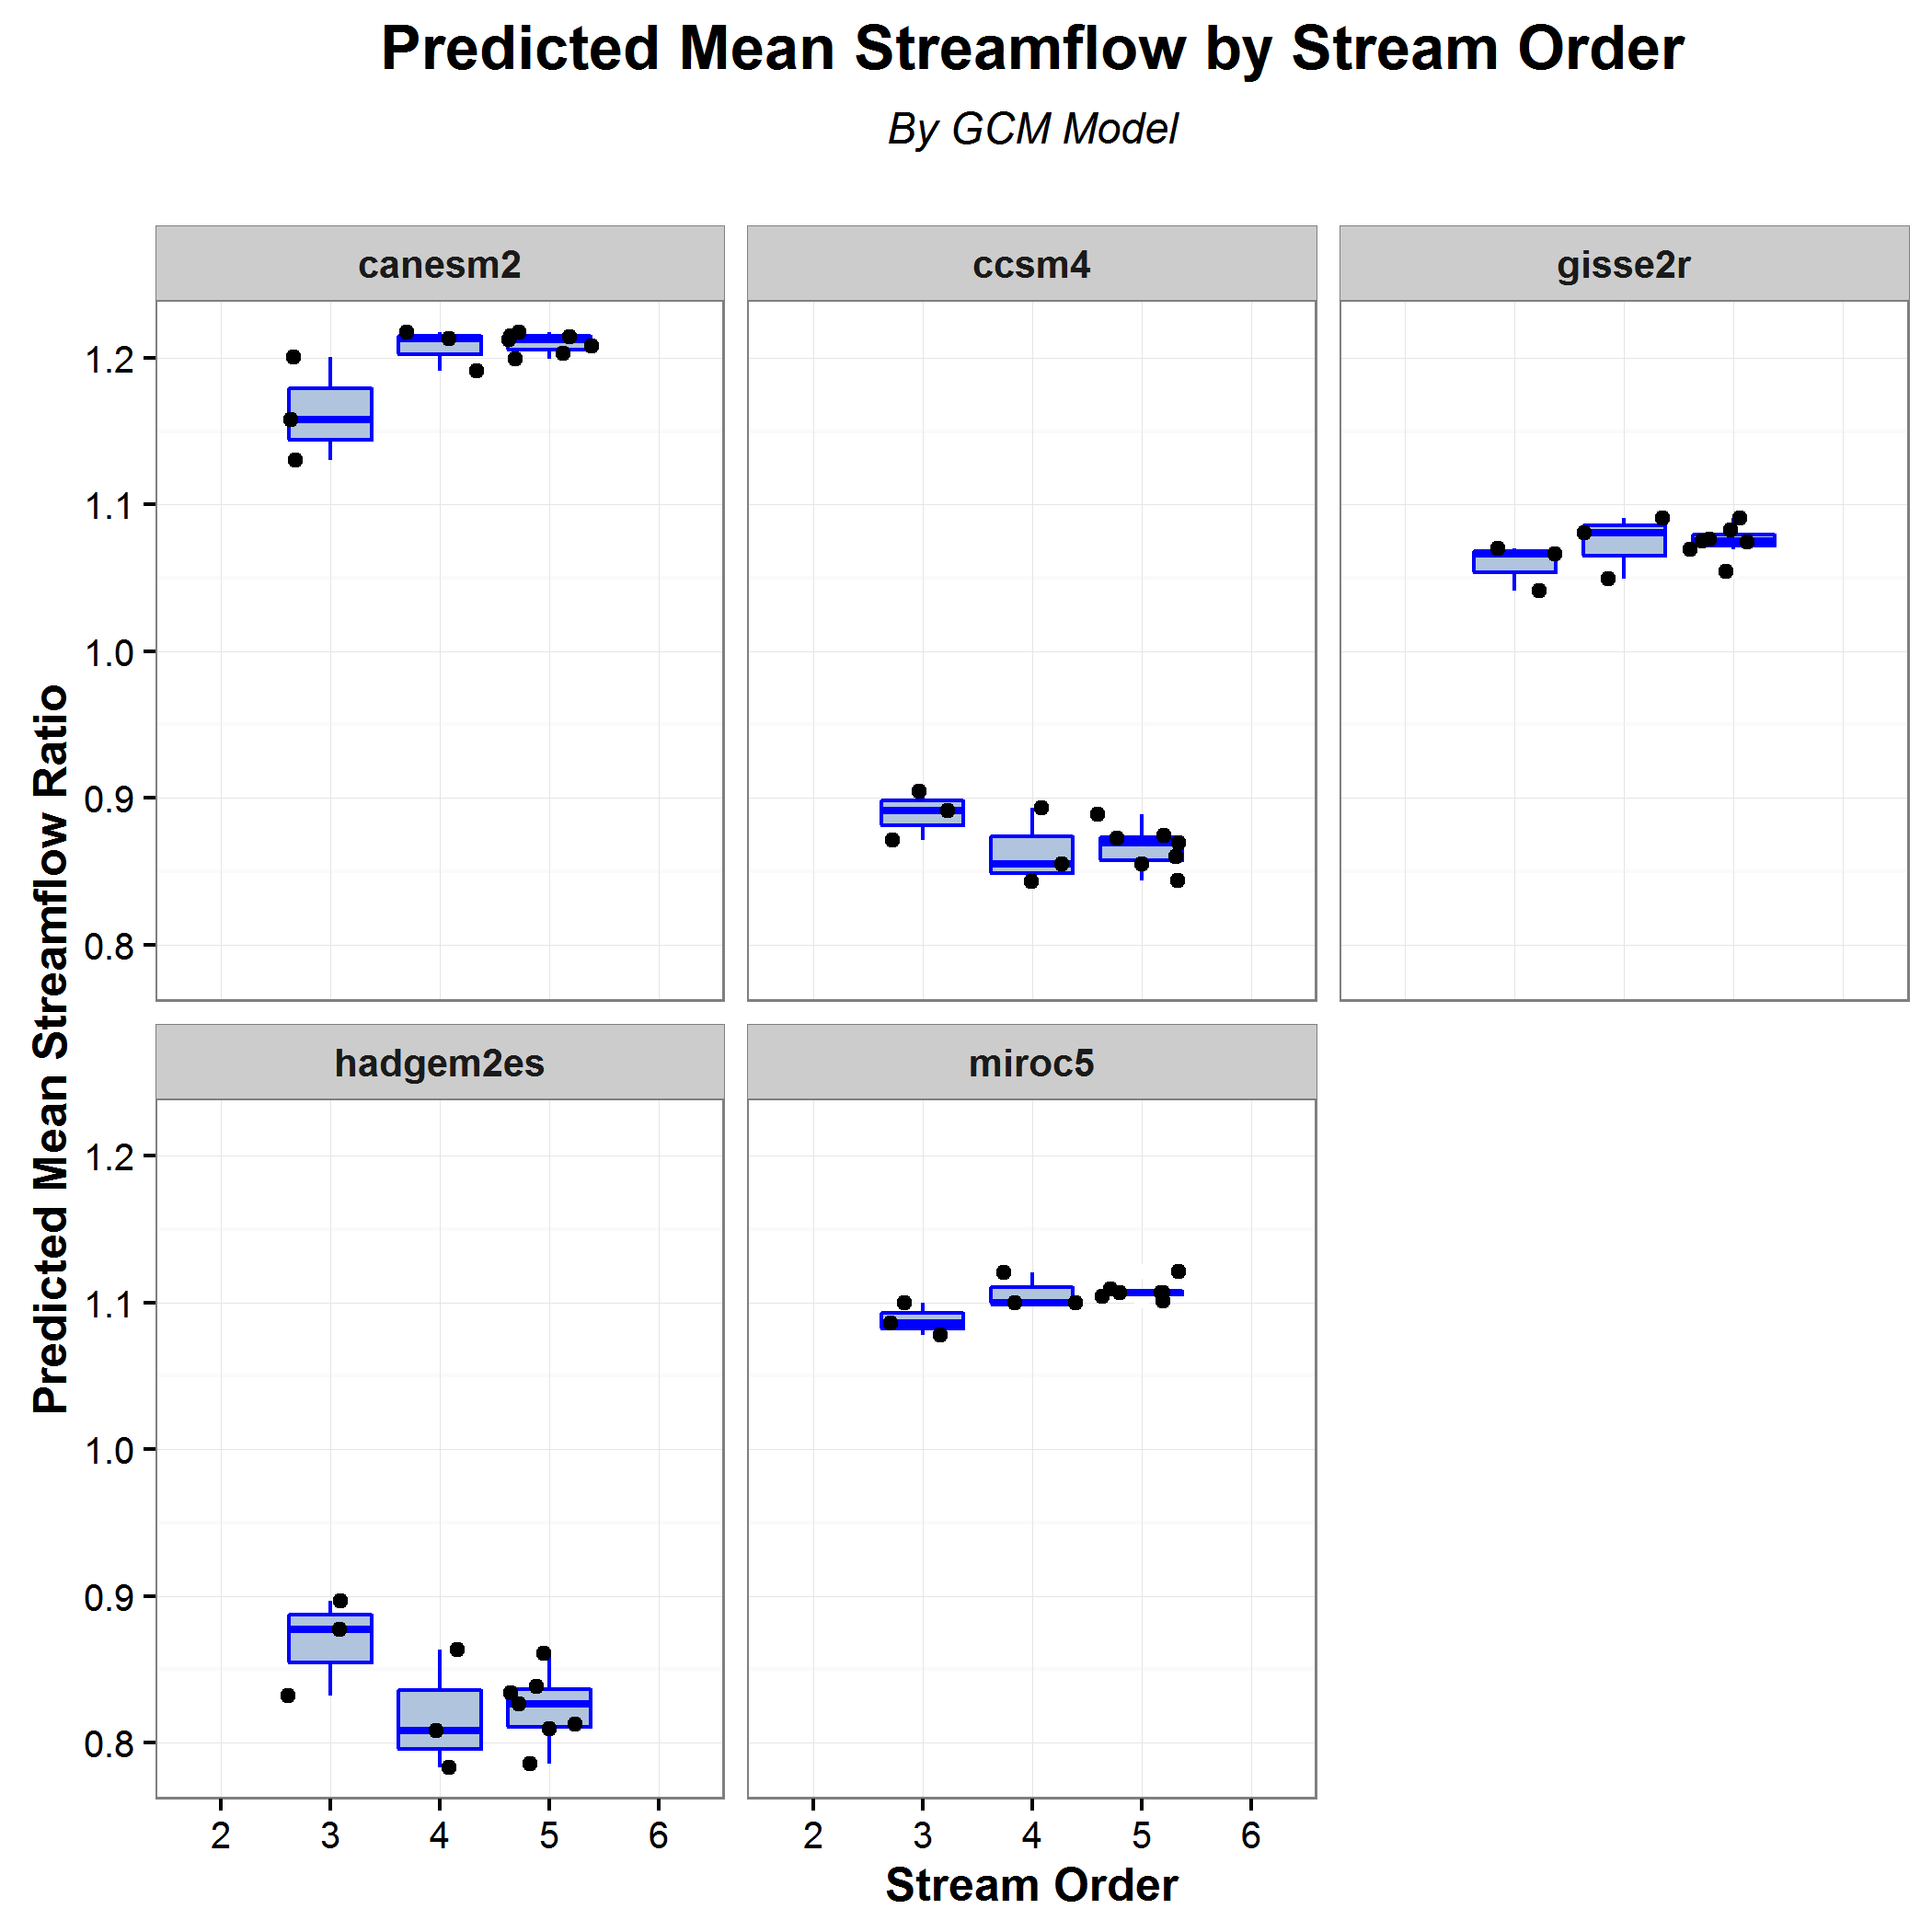 Predicted Mean Streamflow by Stream Order
By GCM Model
canesm2
ccsm4
gisse2r
1.2
1.1
1.0
0.9
0.8
Predicted Mean Streamflow Ratio
hadgem2es
miroc5
1.2
1.1
1.0
0.9
0.8
2 3 4 5 6
2 3 4 5 6
Stream Order